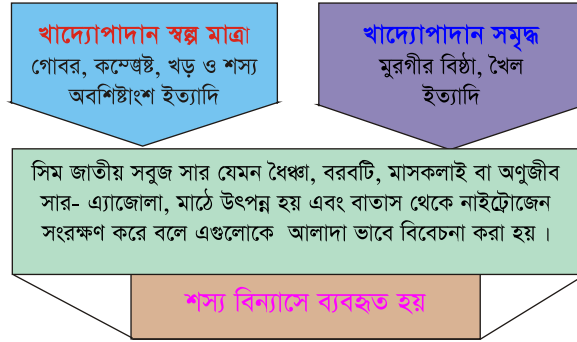 খাদ্যোপাদান স্বল্প মাত্রা
গোবর, কম্পোষ্ট, খড় ও শস্য
অবশিষ্টাংশ ইত্যাদি
খাদ্যোপাদান সমৃদ্ধ
মুরগীর বিষ্ঠা, খৈল
ইত্যাদি
সিম জাতীয় সবুজ সার যেমন ধৈঞ্চা, বরবটি, মাসকলাই বা অণুজীব
সার- এ্যাজোলা, মাঠে উৎপন্ন হয় এবং বাতাস থেকে নাইট্রোজেন
সংরক্ষণ করে বলে এগুলোকে আলাদা ভাবে বিবেচনা করা হয় ।
শস্য বিন্যাসে ব্যবহৃত হয়